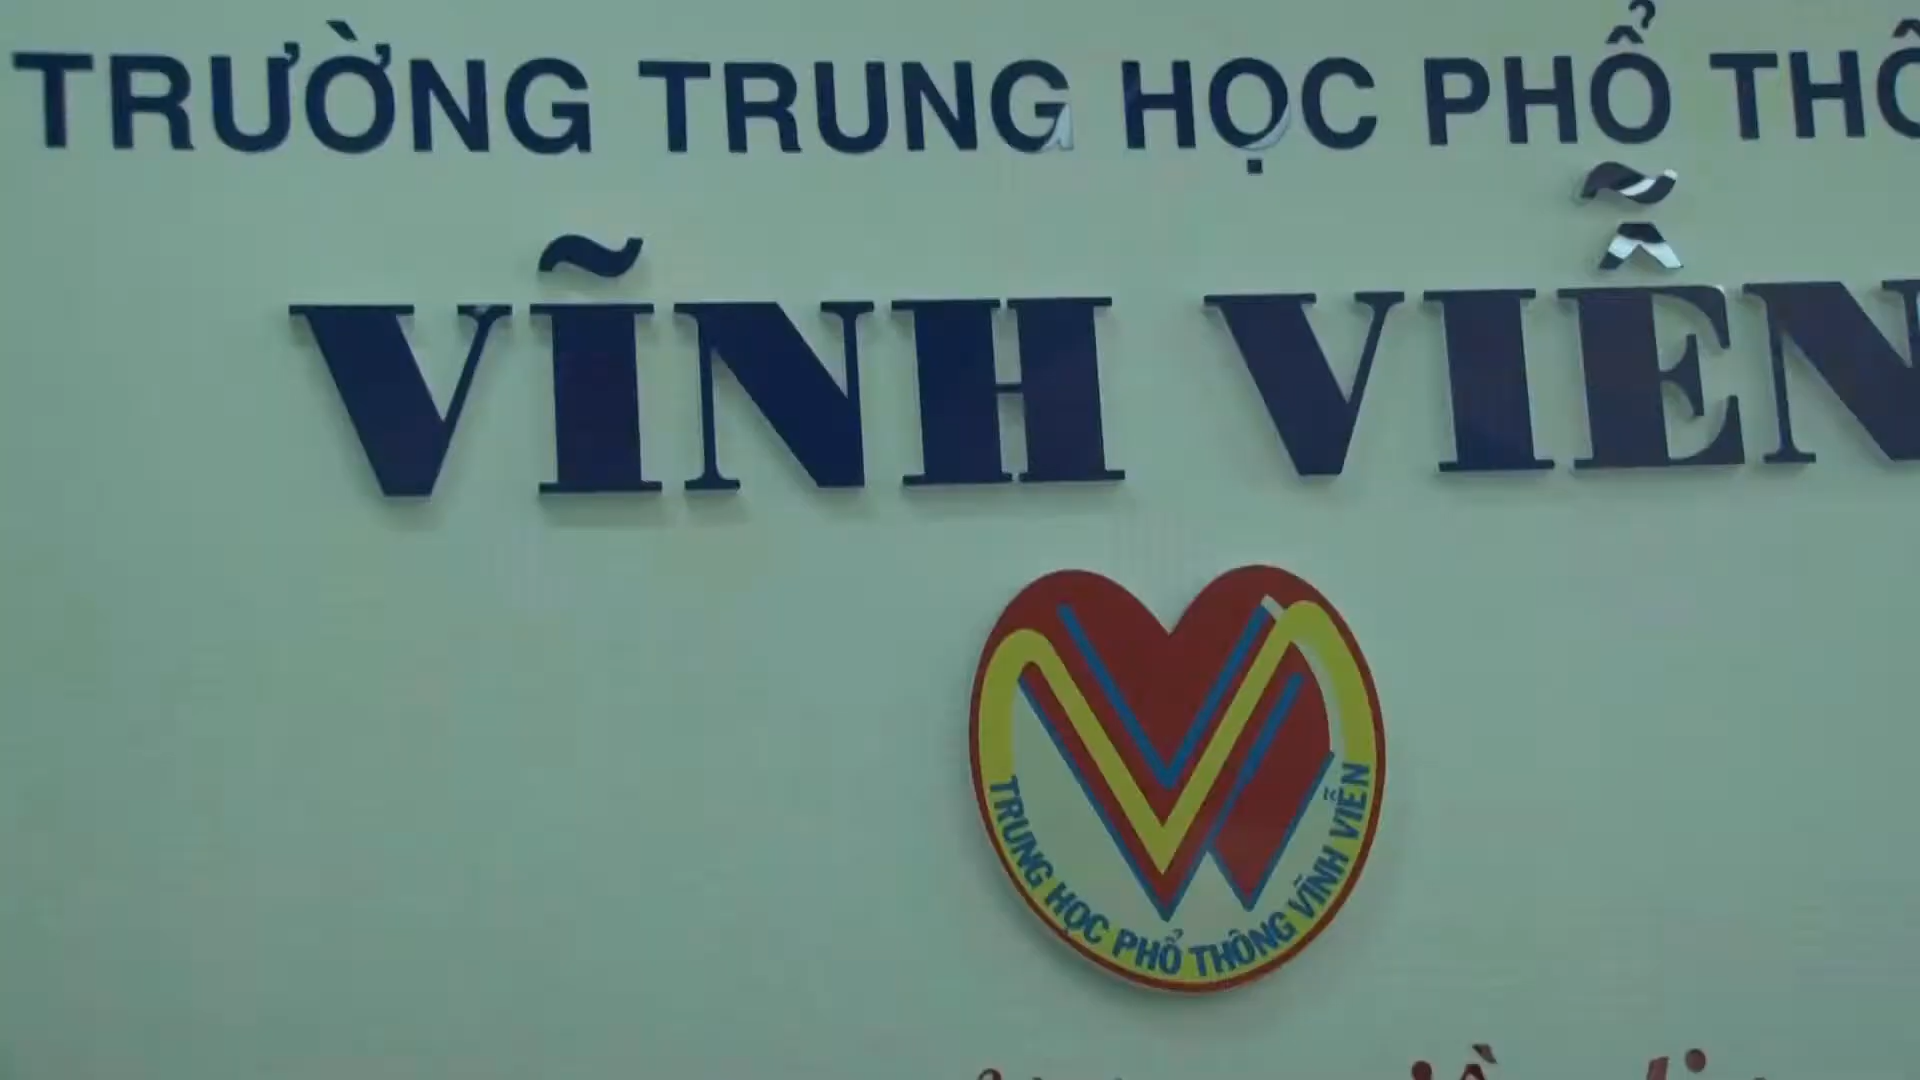 TRƯỜNG TRUNG HỌC PHỔ THÔ
VĨNH VIỄN
TRUNG HỌC PHỔ THÔNG VĨNH VIỄN